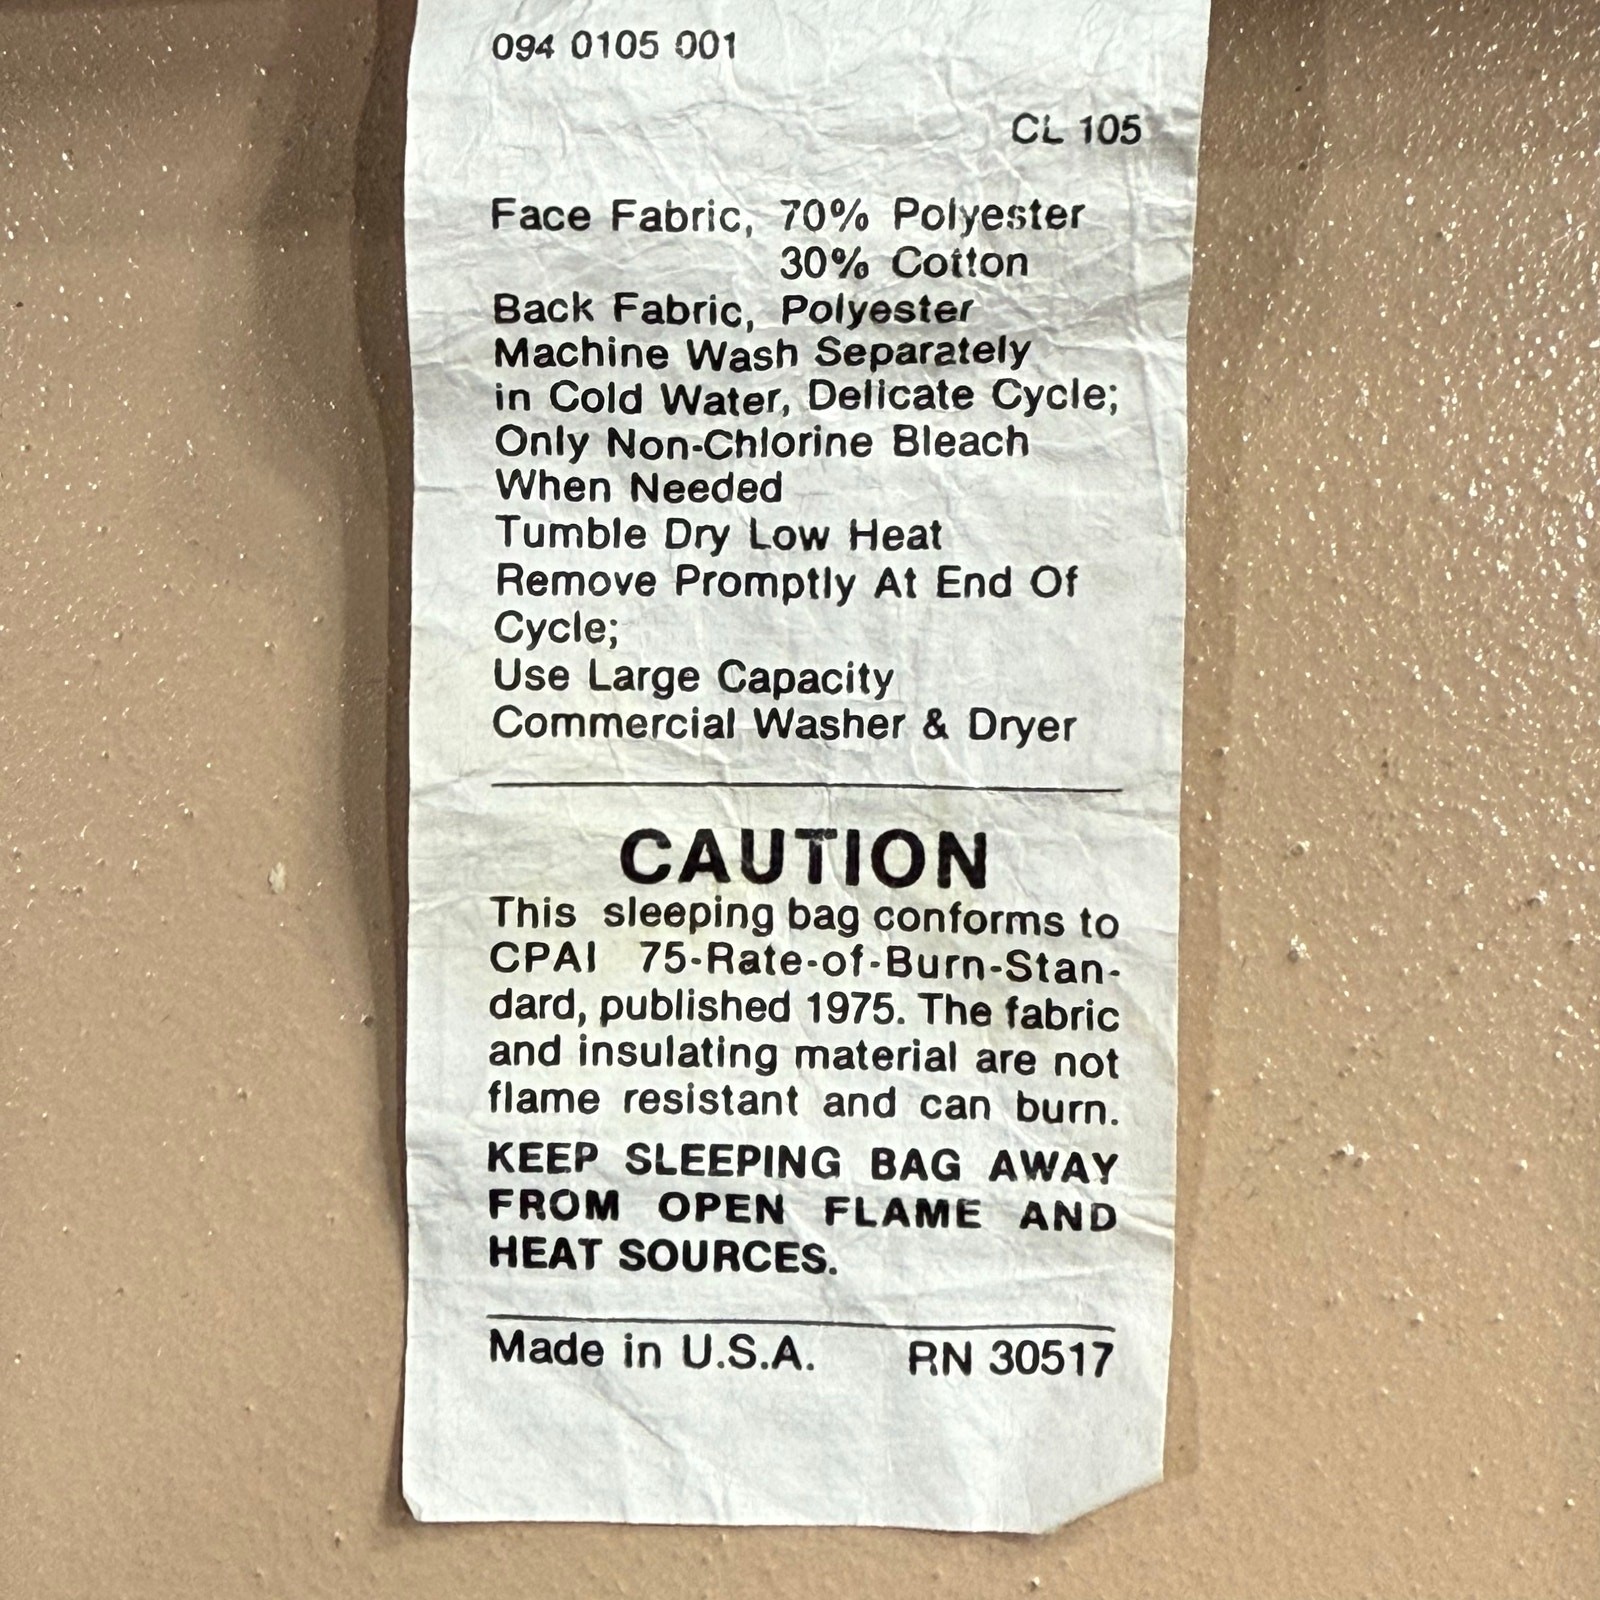 094 0105 001
CL 105
Face Fabric, 70% Polyester
30% Cotton
Back Fabric, Polyester
Machine Wash Separately
in Cold Water, Delicate Cycle;
Only Non-Chlorine Bleach
When Needed
Tumble Dry Low Heat
Remove Promptly At End Of
Cycle;
Use Large Capacity
Commercial Washer & Dryer
CAUTION
This sleeping bag conforms to
CPAI 75-Rate-of-Burn-Stan-
dard, published 1975. The fabric
and insulating material are not
flame resistant and can burn.
KEEP SLEEPING BAG AWAY
FROM OPEN FLAME AND
HEAT SOURCES.
Made in U.S.A. RN 30517